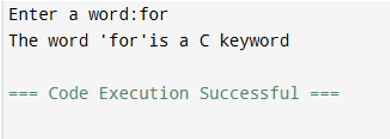 Enter a word:for
The word 'for'is a C keyword
=== Code Execution Successful ===